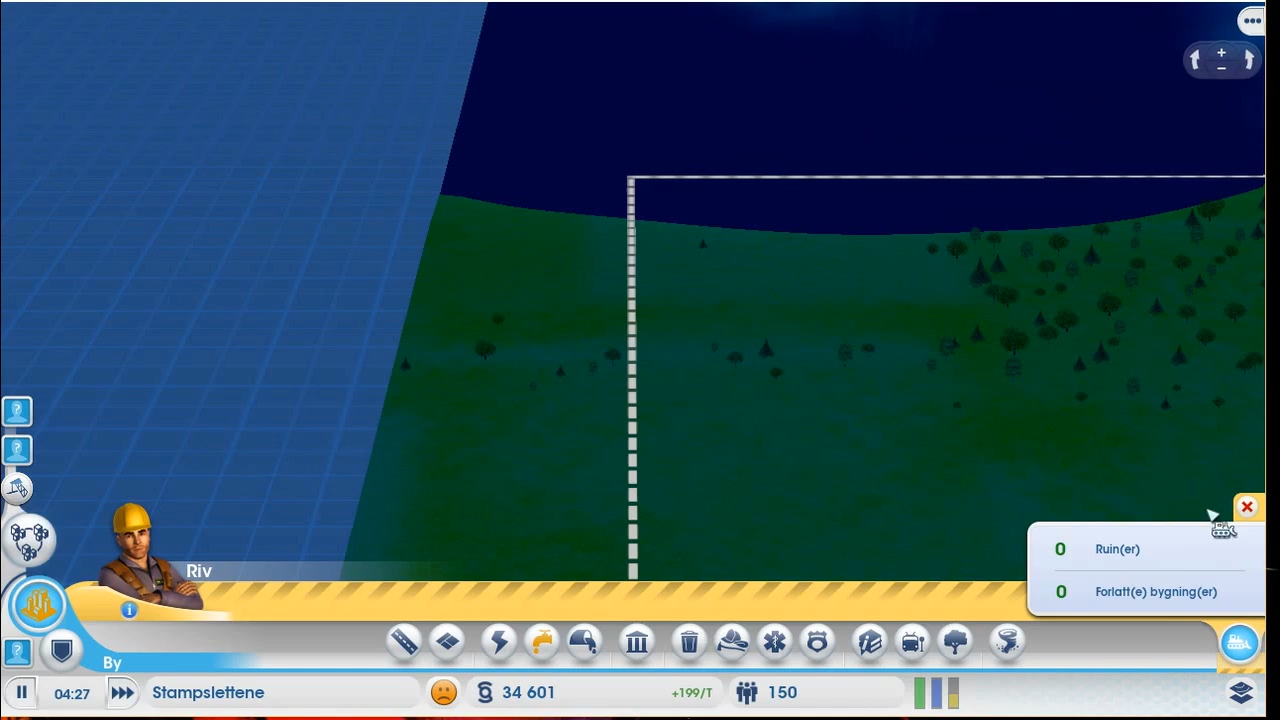 0 Ruin(er)
0 Forlatt(e) bygning(er)
Riv
By
04:27 Stampslettene 34 601 +199/T 150